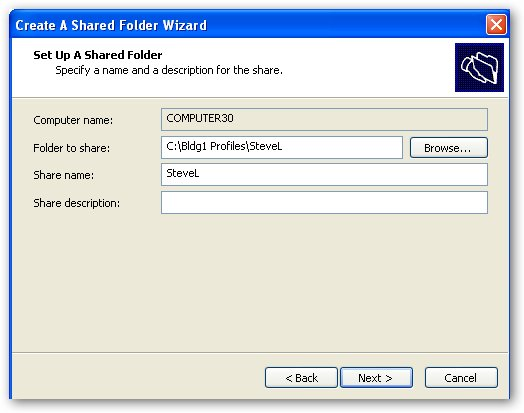 Create A Shared Folder Wizard
Set Up A Shared Folder
Specify a name and a description for the share.
Computer name: COMPUTER30
Folder to share: C:\Bldg1 Profiles\SteveL Browse...
Share name: SteveL
Share description:
< Back Next > Cancel